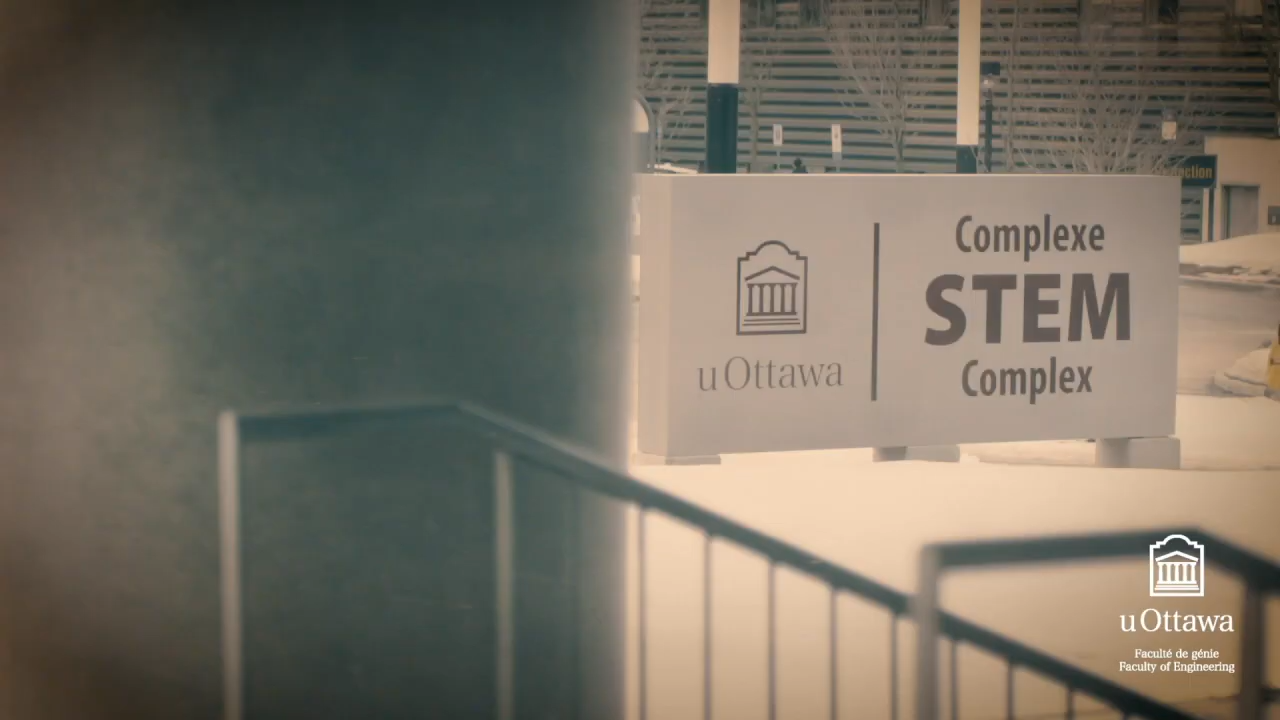 Complexe
STEM
Complex
uOttawa
uOttawa
Faculté de génie
Faculty of Engineering